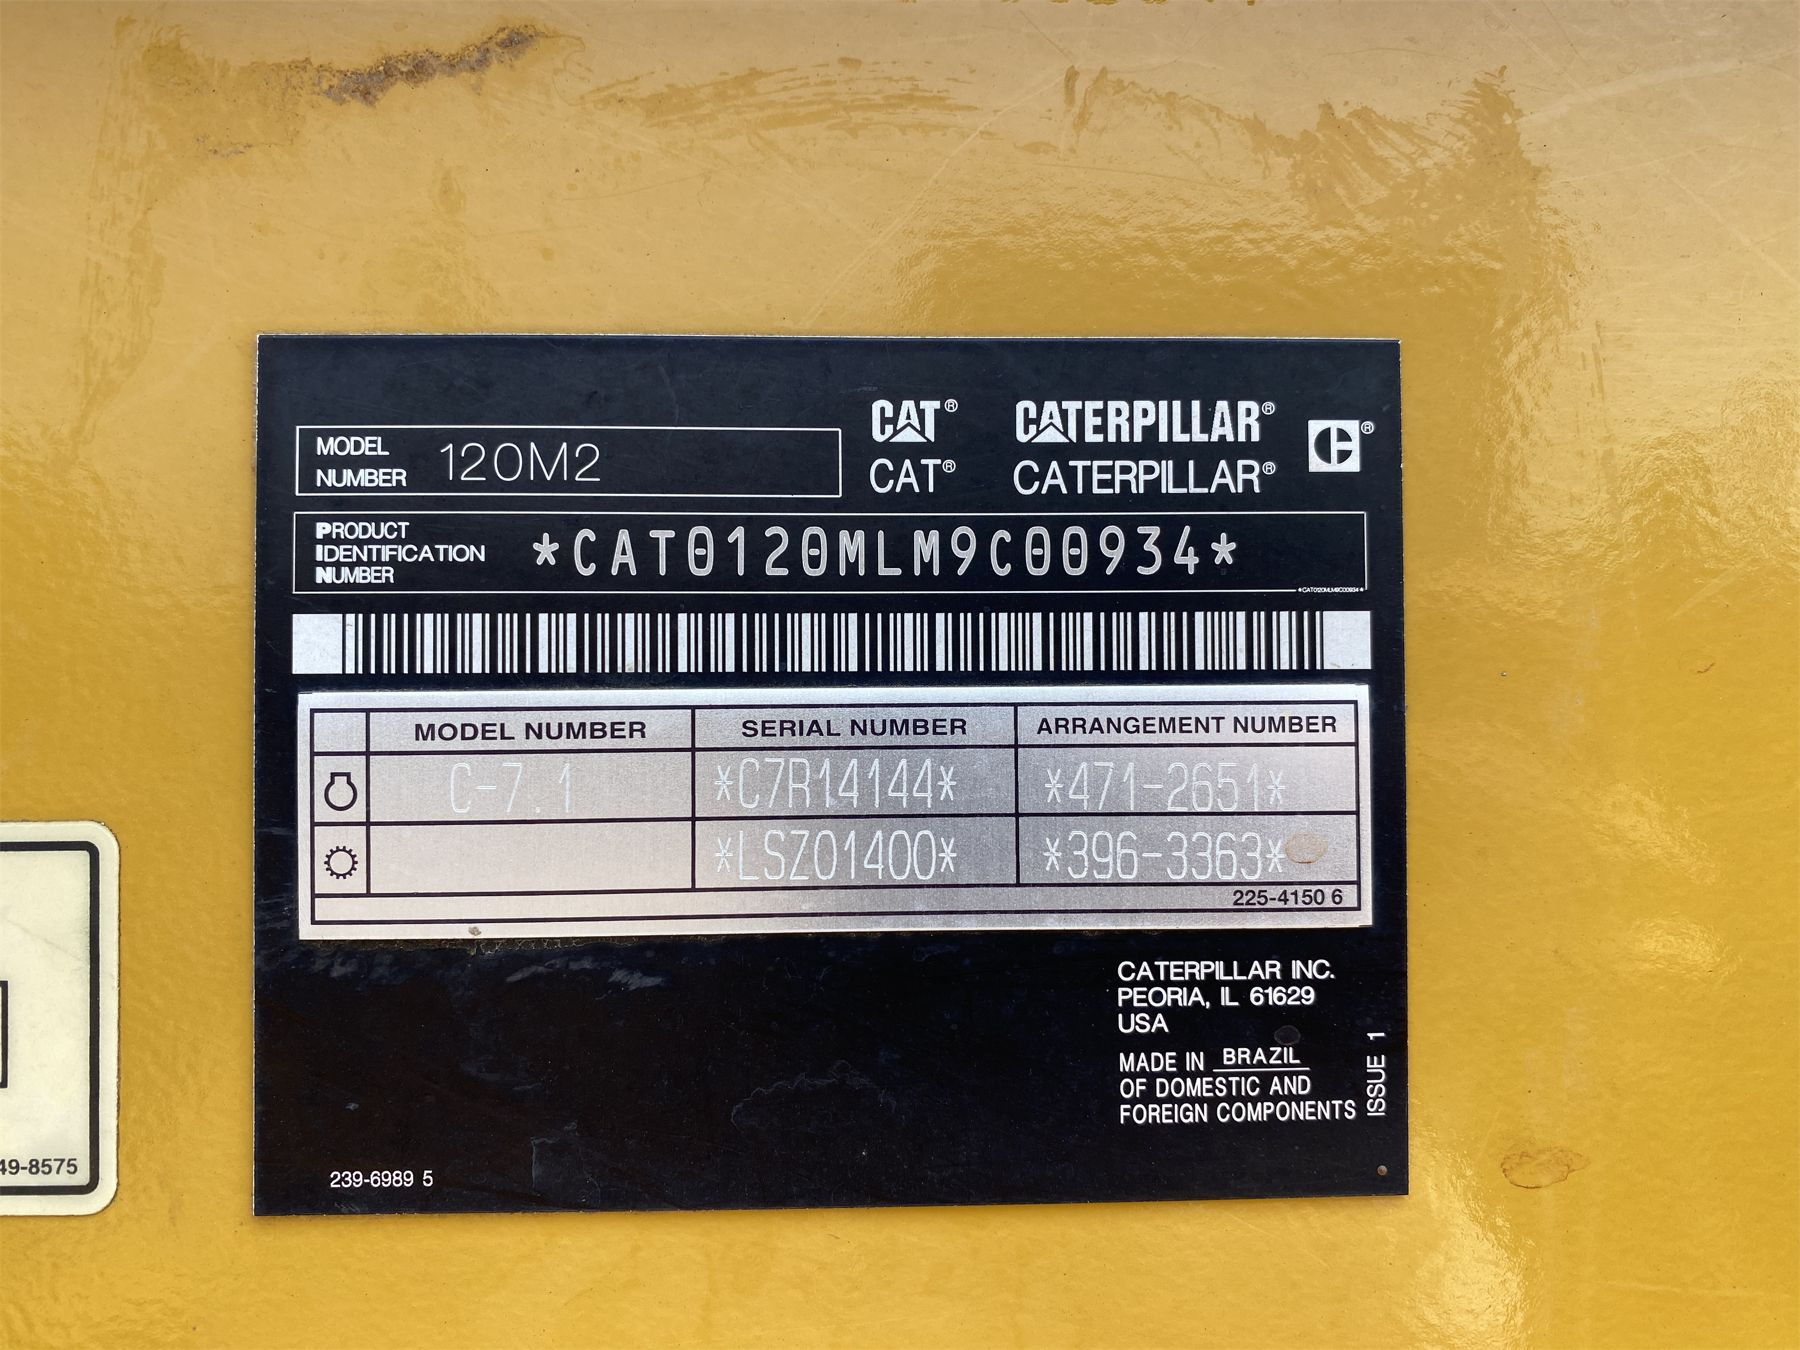 MODEL
NUMBER 120M2
CAT® CATERPILLAR® ®
CAT® CATERPILLAR®
PRODUCT
IDENTIFICATION
NUMBER
*CAT0120MLM9C00934*
*CAT0120MLM9C00934*
MODEL NUMBER SERIAL NUMBER ARRANGEMENT NUMBER
C-7.1 *C7R14144* *471-2651*
*LSZ01400* *396-3363*
225-4150 6
CATERPILLAR INC.
PEORIA, IL 61629
USA
MADE IN BRAZIL
OF DOMESTIC AND
FOREIGN COMPONENTS
ISSUE 1
239-6989 5
49-8575